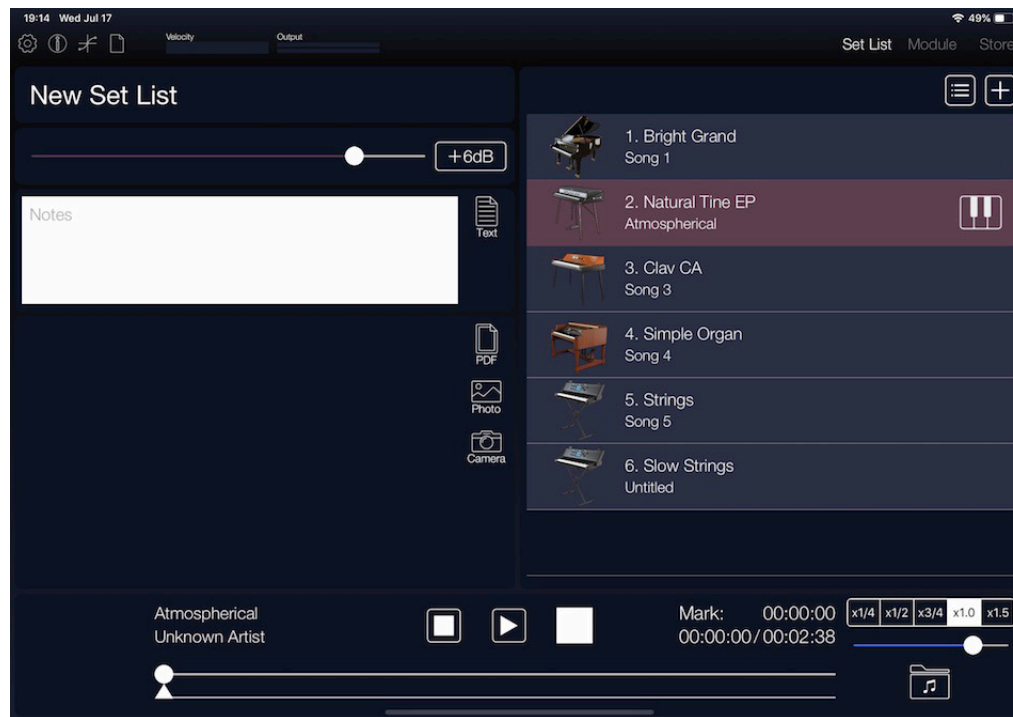 19:14 Wed Jul 17
49%
Velocity
Output
Set List Module Store
New Set List
+6dB
Notes
Text
PDF
Photo
Camera
1. Bright Grand
Song 1
2. Natural Tine EP
Atmospherical
3. Clav CA
Song 3
4. Simple Organ
Song 4
5. Strings
Song 5
6. Slow Strings
Untitled
Atmospherical
Unknown Artist
Mark: 00:00:00
00:00:00/00:02:38
x1/4 x1/2 x3/4 x1.0 x1.5